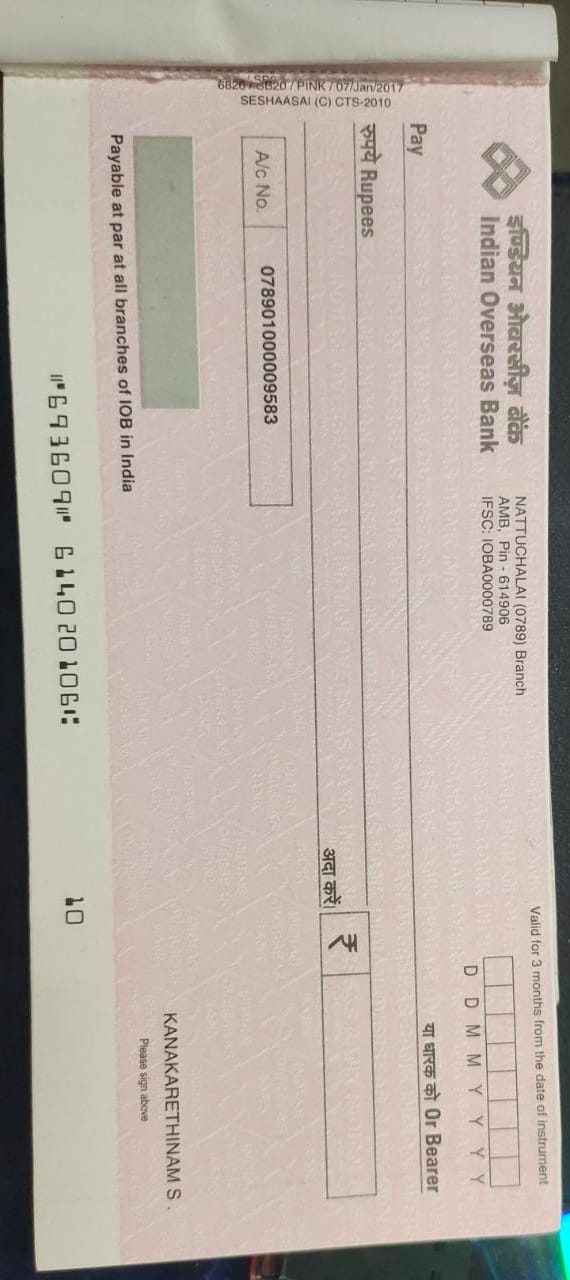 Valid for 3 months from the date of instrument
इण्डियन ओवरसीज़ बैंक
Indian Overseas Bank
NATTUCHALAI (0789) Branch
AMB, Pin - 614906
IFSC: IOBA0000789
D D M M Y Y Y Y
Pay
या धारक को Or Bearer
रुपये Rupees
अदा करें।
₹
A/c No.
078901000009583
PINK / 07/Jan/2017
SESHAASAI (C) CTS-2010
KANAKARETHINAM S .
Please sign above
Payable at par at all branches of IOB in India
⑈693609⑈ 614020106⑆ 10